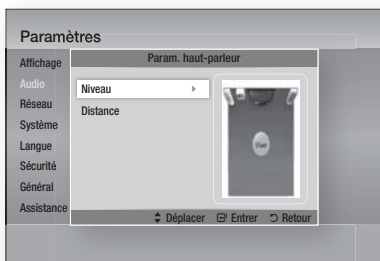 Paramètres
Affichage
Audio
Réseau
Système
Langue
Sécurité
Général
Assistance
Param. haut-parleur
Niveau
Distance
Déplacer Entrer Retour